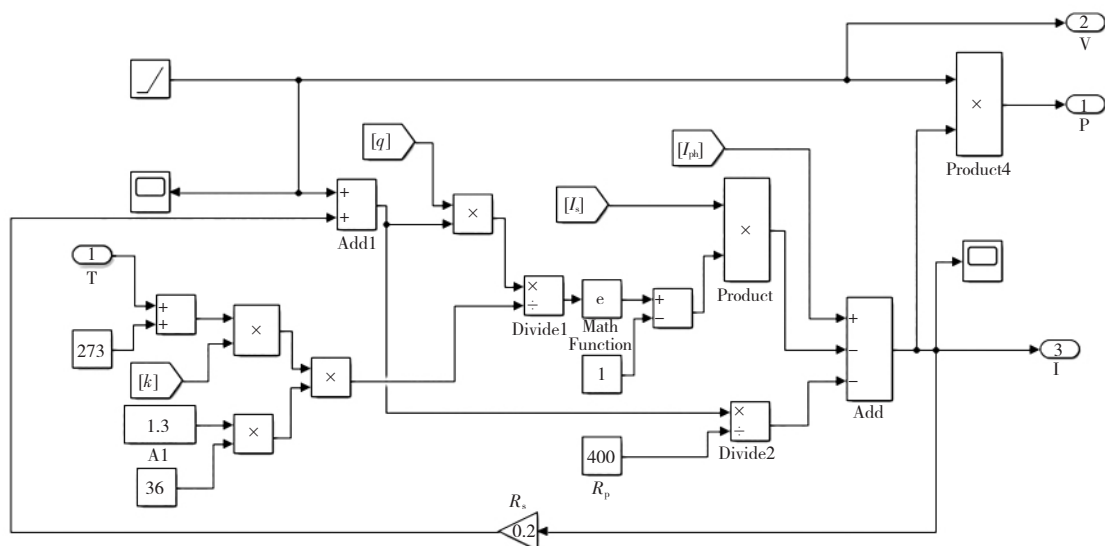 2
V
×
1
P
Product4
[q]
[Iph]
+
+
Add1
×
[Is]
×
Product
1
T
+
+
273
×
[k]
×
1.3
A1
×
36
×
÷
Divide1
e
Math
Function
+
−
1
+
−
−
Add
3
I
×
÷
Divide2
400
Rp
Rs
0.2